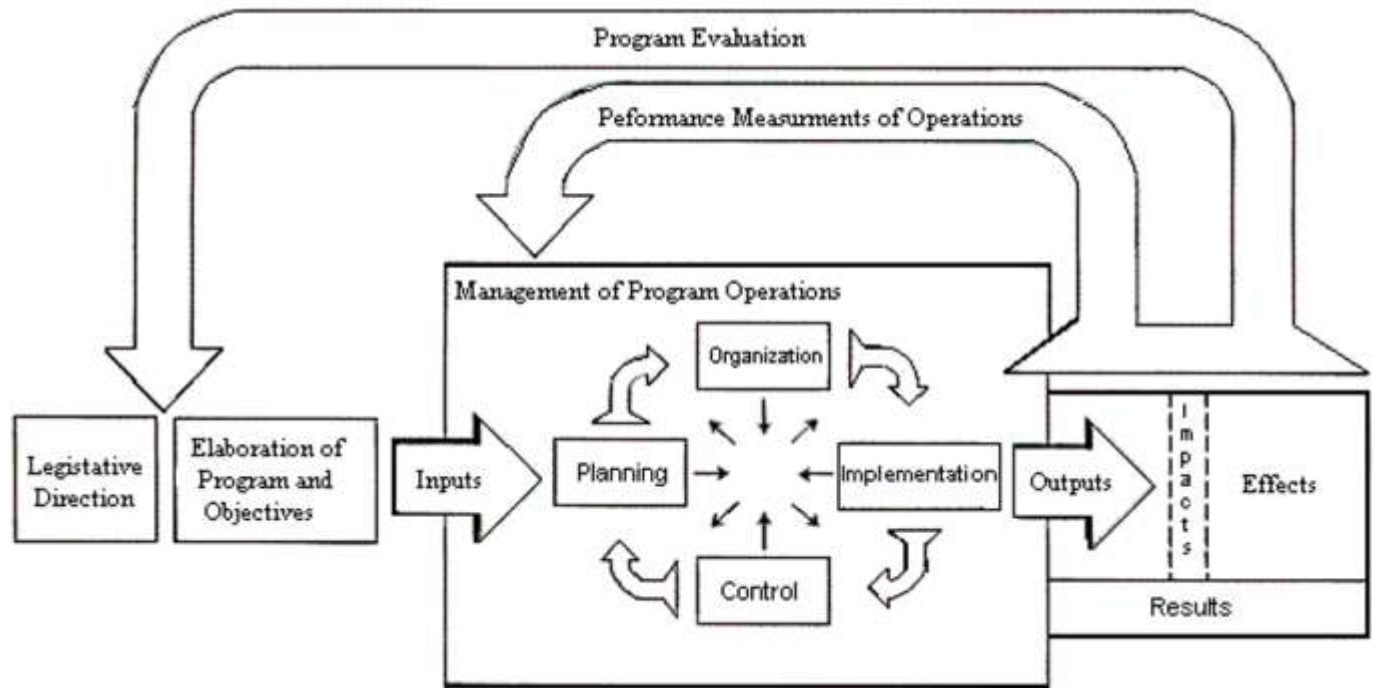 Program Evaluation
Peformance Measurments of Operations
Management of Program Operations
Organization
Legistative
Direction
Elaboration of
Program and
Objectives
Inputs
Planning
Implementation
Outputs
Impacts
Effects
Control
Results